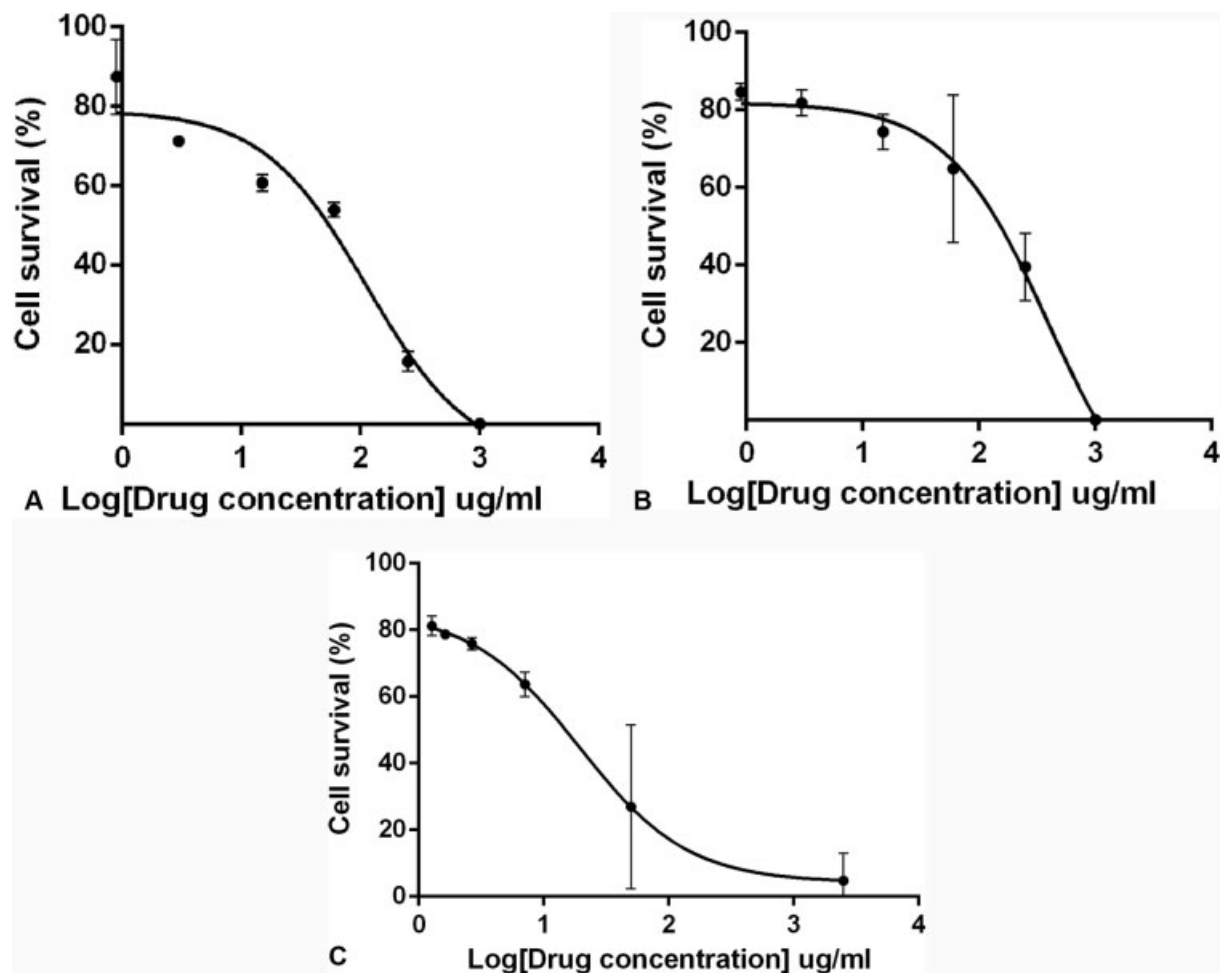 100
80
60
40
20
Cell survival (%)
0 1 2 3 4
A Log[Drug concentration] ug/ml
100
80
60
40
20
Cell survival (%)
0 1 2 3 4
B Log[Drug concentration] ug/ml
100
80
60
40
20
0
Cell survival (%)
0 1 2 3 4
C Log[Drug concentration] ug/ml